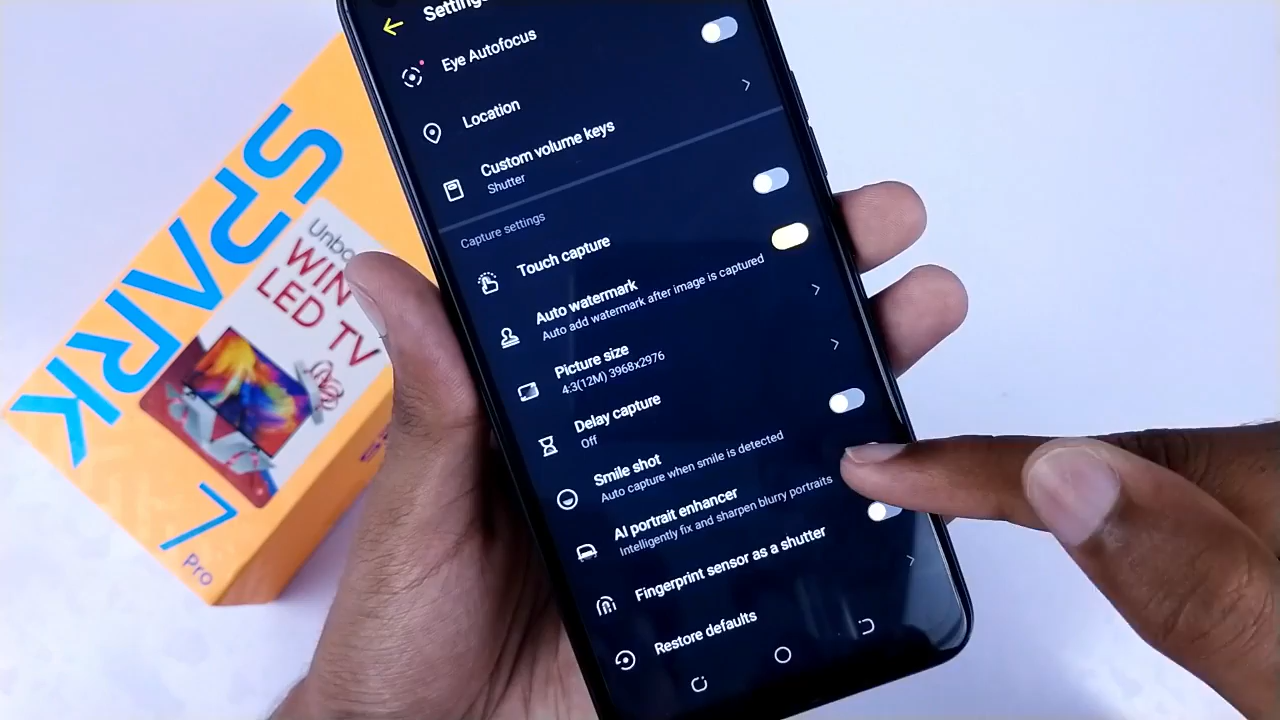 Settings
Eye Autofocus
Location
Custom volume keys
Shutter
Capture settings
Touch capture
Auto watermark
Auto add watermark after image is captured
Picture size
4:3(12M) 3968x2976
Delay capture
Off
Smile shot
Auto capture when smile is detected
AI portrait enhancer
Intelligently fix and sharpen blurry portraits
Fingerprint sensor as a shutter
Restore defaults
SPARK
7
Pro
WIN
LED TV